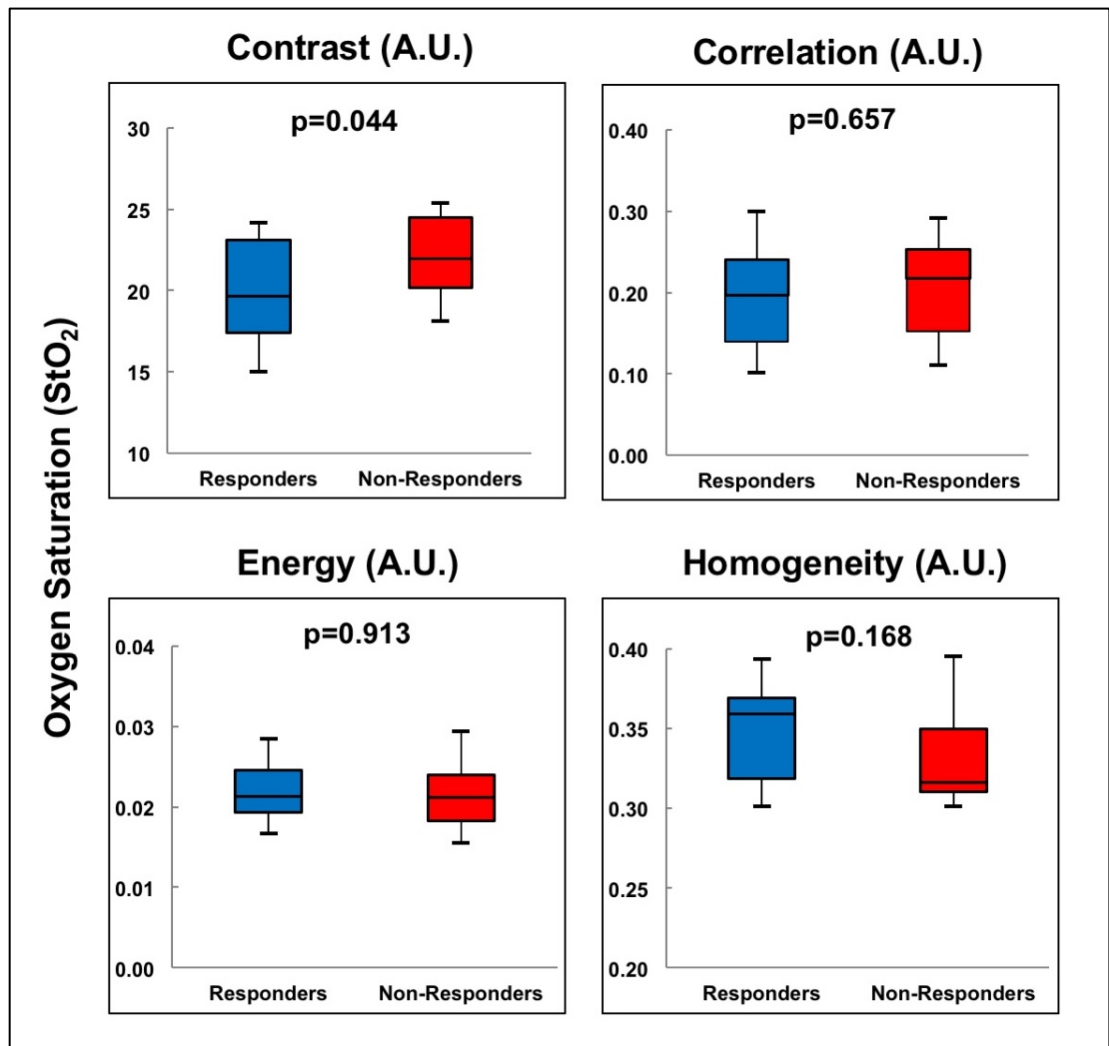 Oxygen Saturation (StO₂)
Contrast (A.U.)
p=0.044
30
25
20
15
10
Responders Non-Responders
Correlation (A.U.)
p=0.657
0.40
0.30
0.20
0.10
0.00
Responders Non-Responders
Energy (A.U.)
p=0.913
0.04
0.03
0.02
0.01
0.00
Responders Non-Responders
Homogeneity (A.U.)
p=0.168
0.40
0.35
0.30
0.25
0.20
Responders Non-Responders